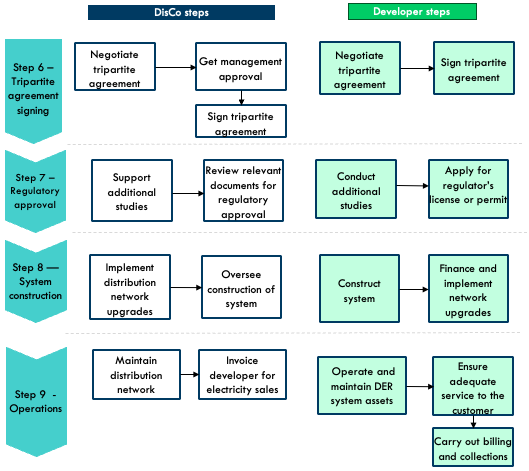 DisCo steps
Developer steps
Step 6 –
Tripartite
agreement
signing
Negotiate
tripartite
agreement
Get management
approval
Sign tripartite
agreement
Negotiate
tripartite
agreement
Sign tripartite
agreement
Step 7 –
Regulatory
approval
Support
additional
studies
Review relevant
documents for
regulatory
approval
Conduct
additional
studies
Apply for
regulator's
license or permit
Step 8 —
System
construction
Implement
distribution
network
upgrades
Oversee
construction of
system
Construct
system
Finance and
implement
network
upgrades
Step 9 -
Operations
Maintain
distribution
network
Invoice
developer for
electricity sales
Operate and
maintain DER
system assets
Ensure
adequate
service to the
customer
Carry out billing
and collections